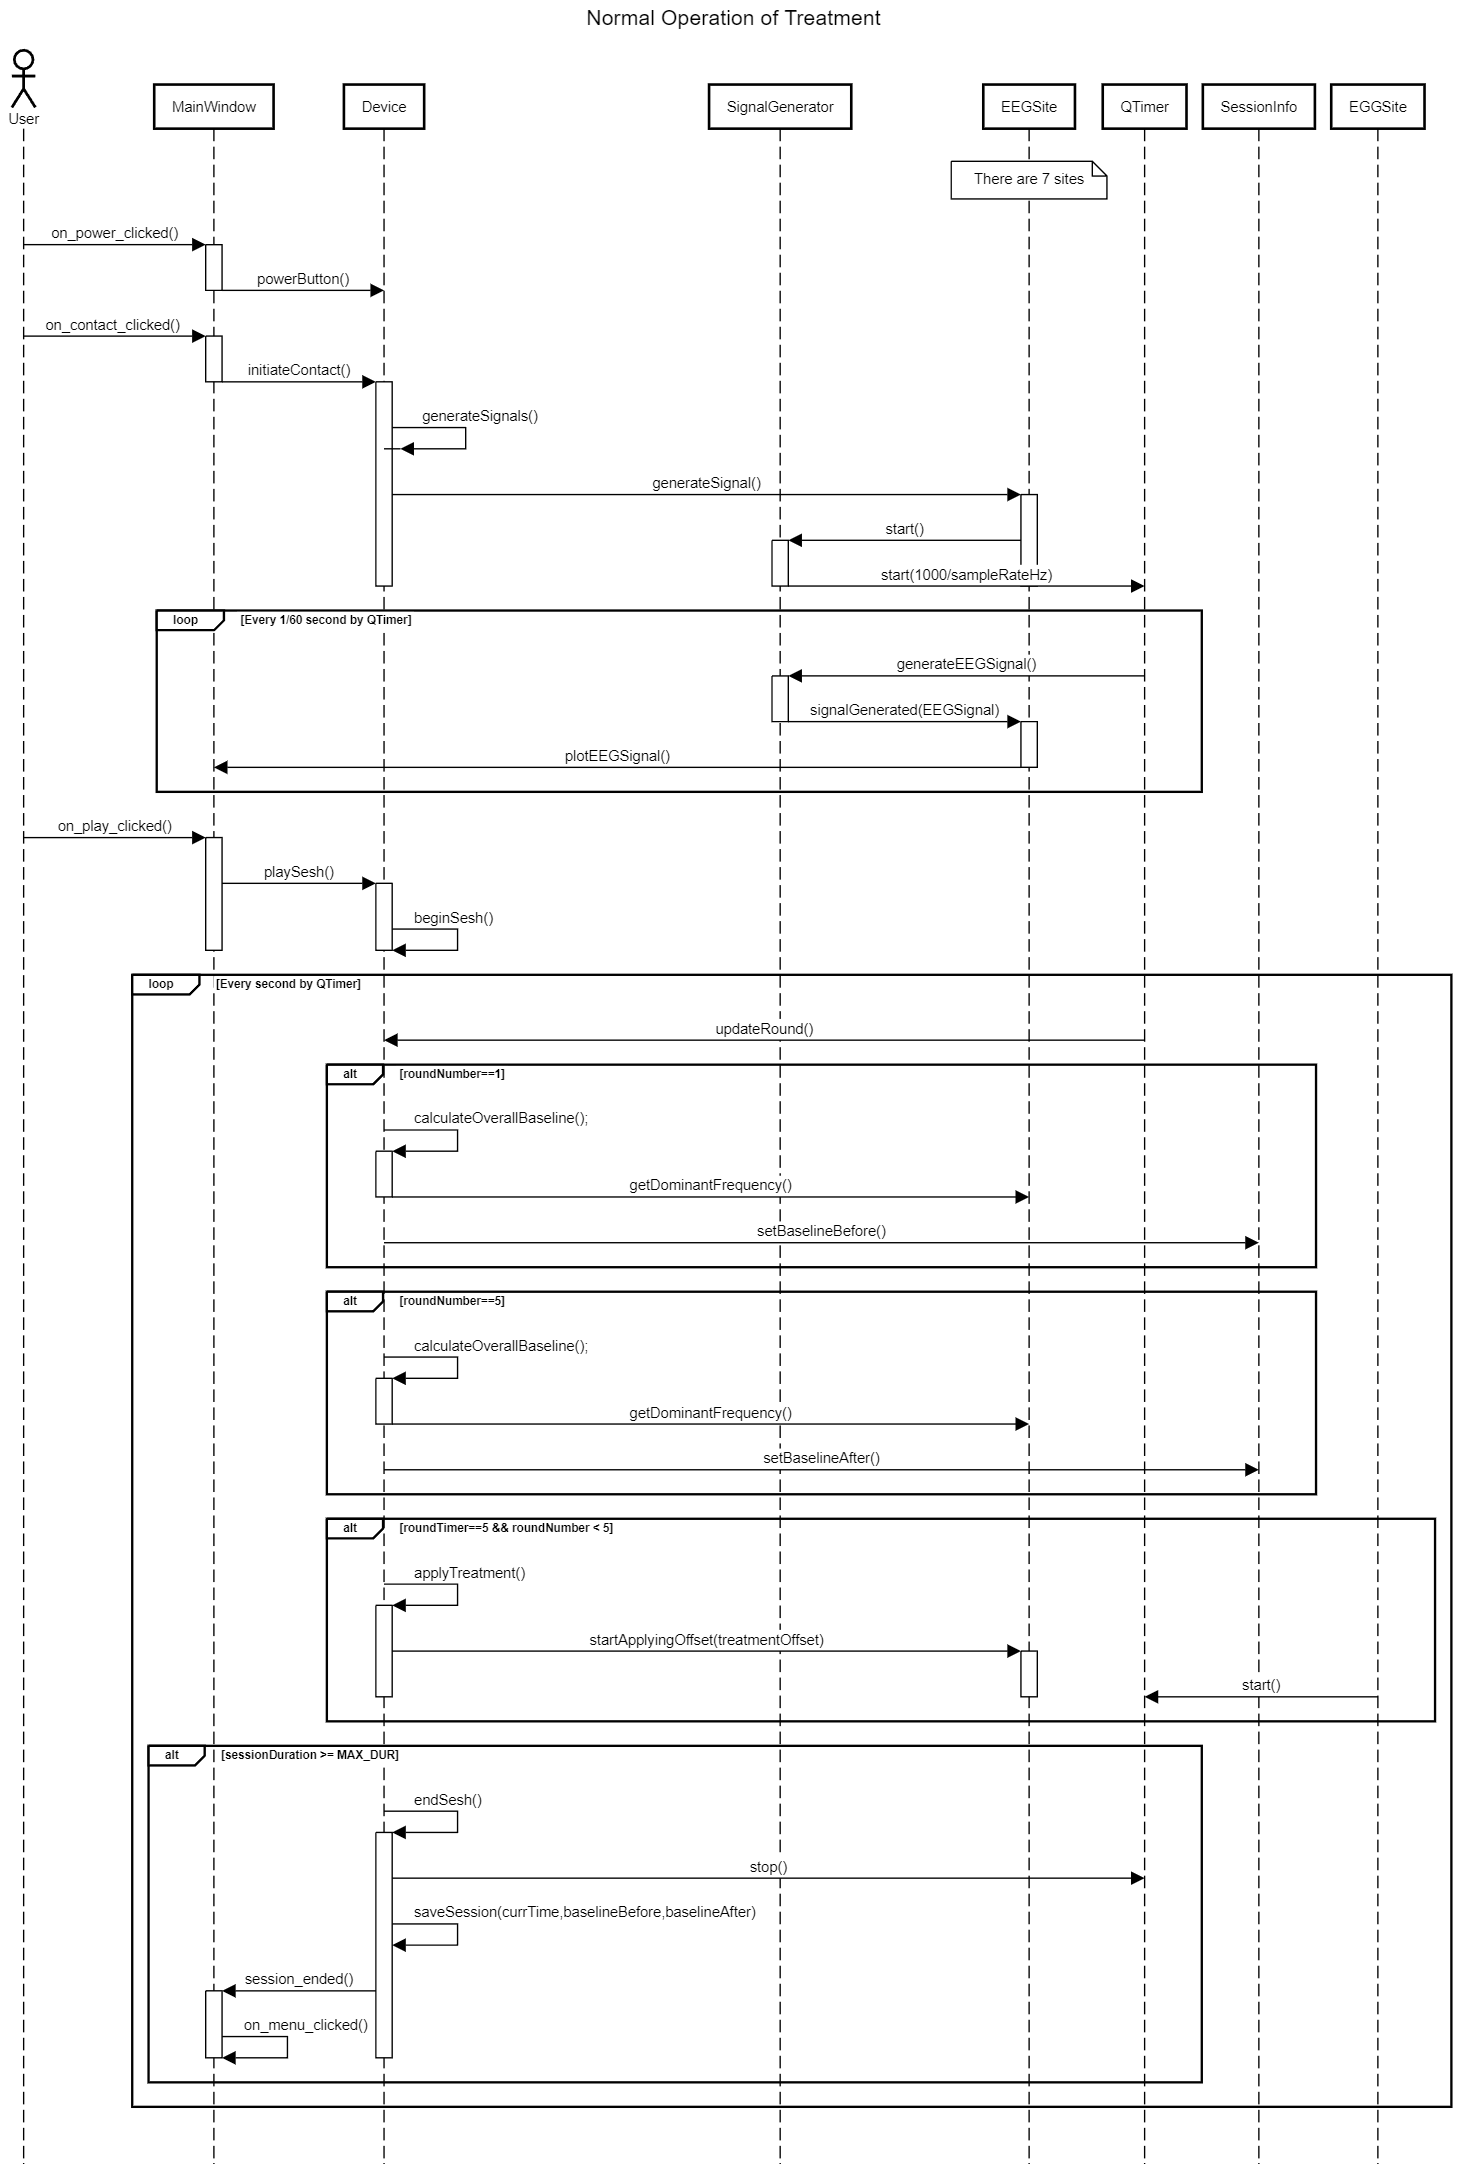 Normal Operation of Treatment
User
MainWindow
Device
SignalGenerator
EEGSite
QTimer
SessionInfo
EGGSite
There are 7 sites
on_power_clicked()
powerButton()
on_contact_clicked()
initiateContact()
generateSignals()
generateSignal()
start()
start(1000/sampleRateHz)
loop
[Every 1/60 second by QTimer]
generateEEGSignal()
signalGenerated(EEGSignal)
plotEEGSignal()
on_play_clicked()
playSesh()
beginSesh()
loop
[Every second by QTimer]
updateRound()
alt
[roundNumber==1]
calculateOverallBaseline();
getDominantFrequency()
setBaselineBefore()
alt
[roundNumber==5]
calculateOverallBaseline();
getDominantFrequency()
setBaselineAfter()
alt
[roundTimer==5 && roundNumber < 5]
applyTreatment()
startApplyingOffset(treatmentOffset)
start()
alt
[sessionDuration >= MAX_DUR]
endSesh()
stop()
saveSession(currTime,baselineBefore,baselineAfter)
session_ended()
on_menu_clicked()